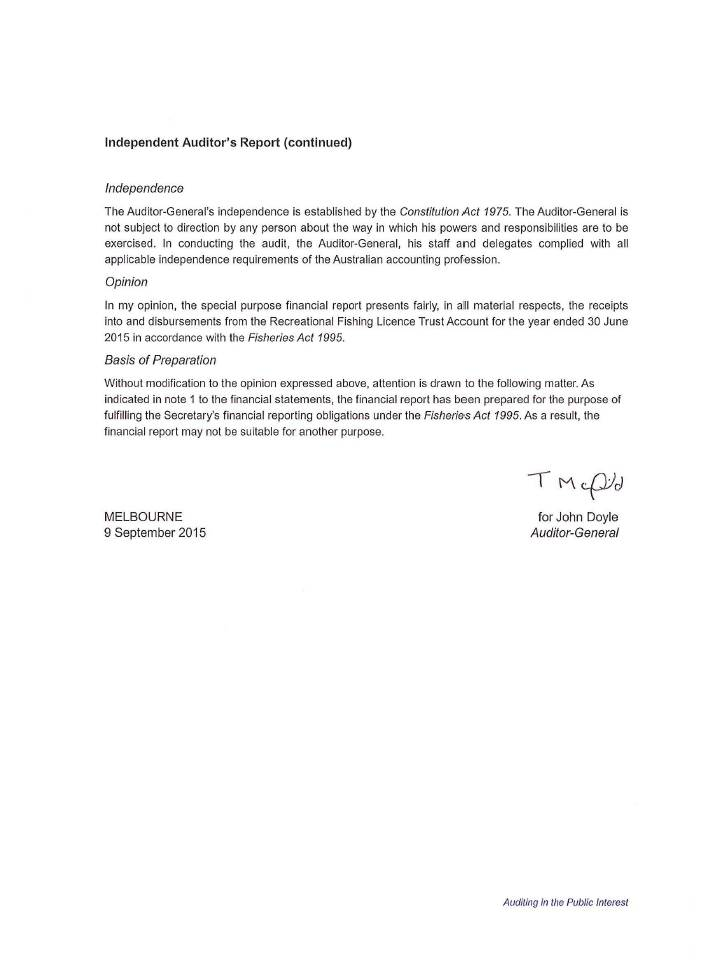 Independent Auditor's Report (continued)
Independence
The Auditor-General's independence is established by the Constitution Act 1975. The Auditor-General is
not subject to direction by any person about the way in which his powers and responsibilities are to be
exercised. In conducting the audit, the Auditor-General, his staff and delegates complied with all
applicable independence requirements of the Australian accounting profession.
Opinion
In my opinion, the special purpose financial report presents fairly, in all material respects, the receipts
into and disbursements from the Recreational Fishing Licence Trust Account for the year ended 30 June
2015 in accordance with the Fisheries Act 1995.
Basis of Preparation
Without modification to the opinion expressed above, attention is drawn to the following matter. As
indicated in note 1 to the financial statements, the financial report has been prepared for the purpose of
fulfilling the Secretary's financial reporting obligations under the Fisheries Act 1995. As a result, the
financial report may not be suitable for another purpose.
T
MELBOURNE
for John Doyle
9 September 2015
Auditor-General
Auditing in the Public Interest